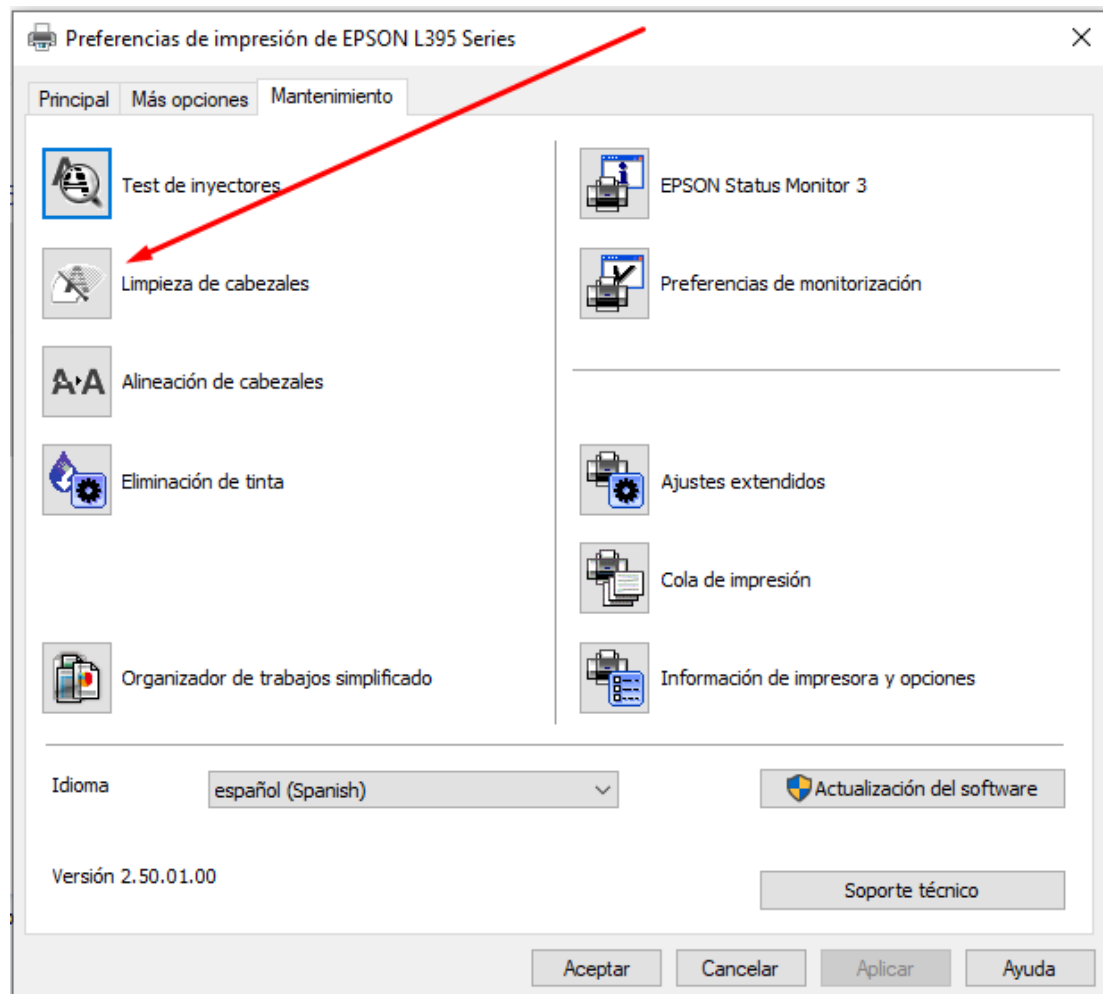 Preferencias de impresión de EPSON L395 Series
Principal
Más opciones
Mantenimiento
Test de inyectores
Limpieza de cabezales
Alineación de cabezales
Eliminación de tinta
Organizador de trabajos simplificado
EPSON Status Monitor 3
Preferencias de monitorización
Ajustes extendidos
Cola de impresión
Información de impresora y opciones
Idioma
español (Spanish)
Actualización del software
Versión 2.50.01.00
Soporte técnico
Aceptar
Cancelar
Aplicar
Ayuda